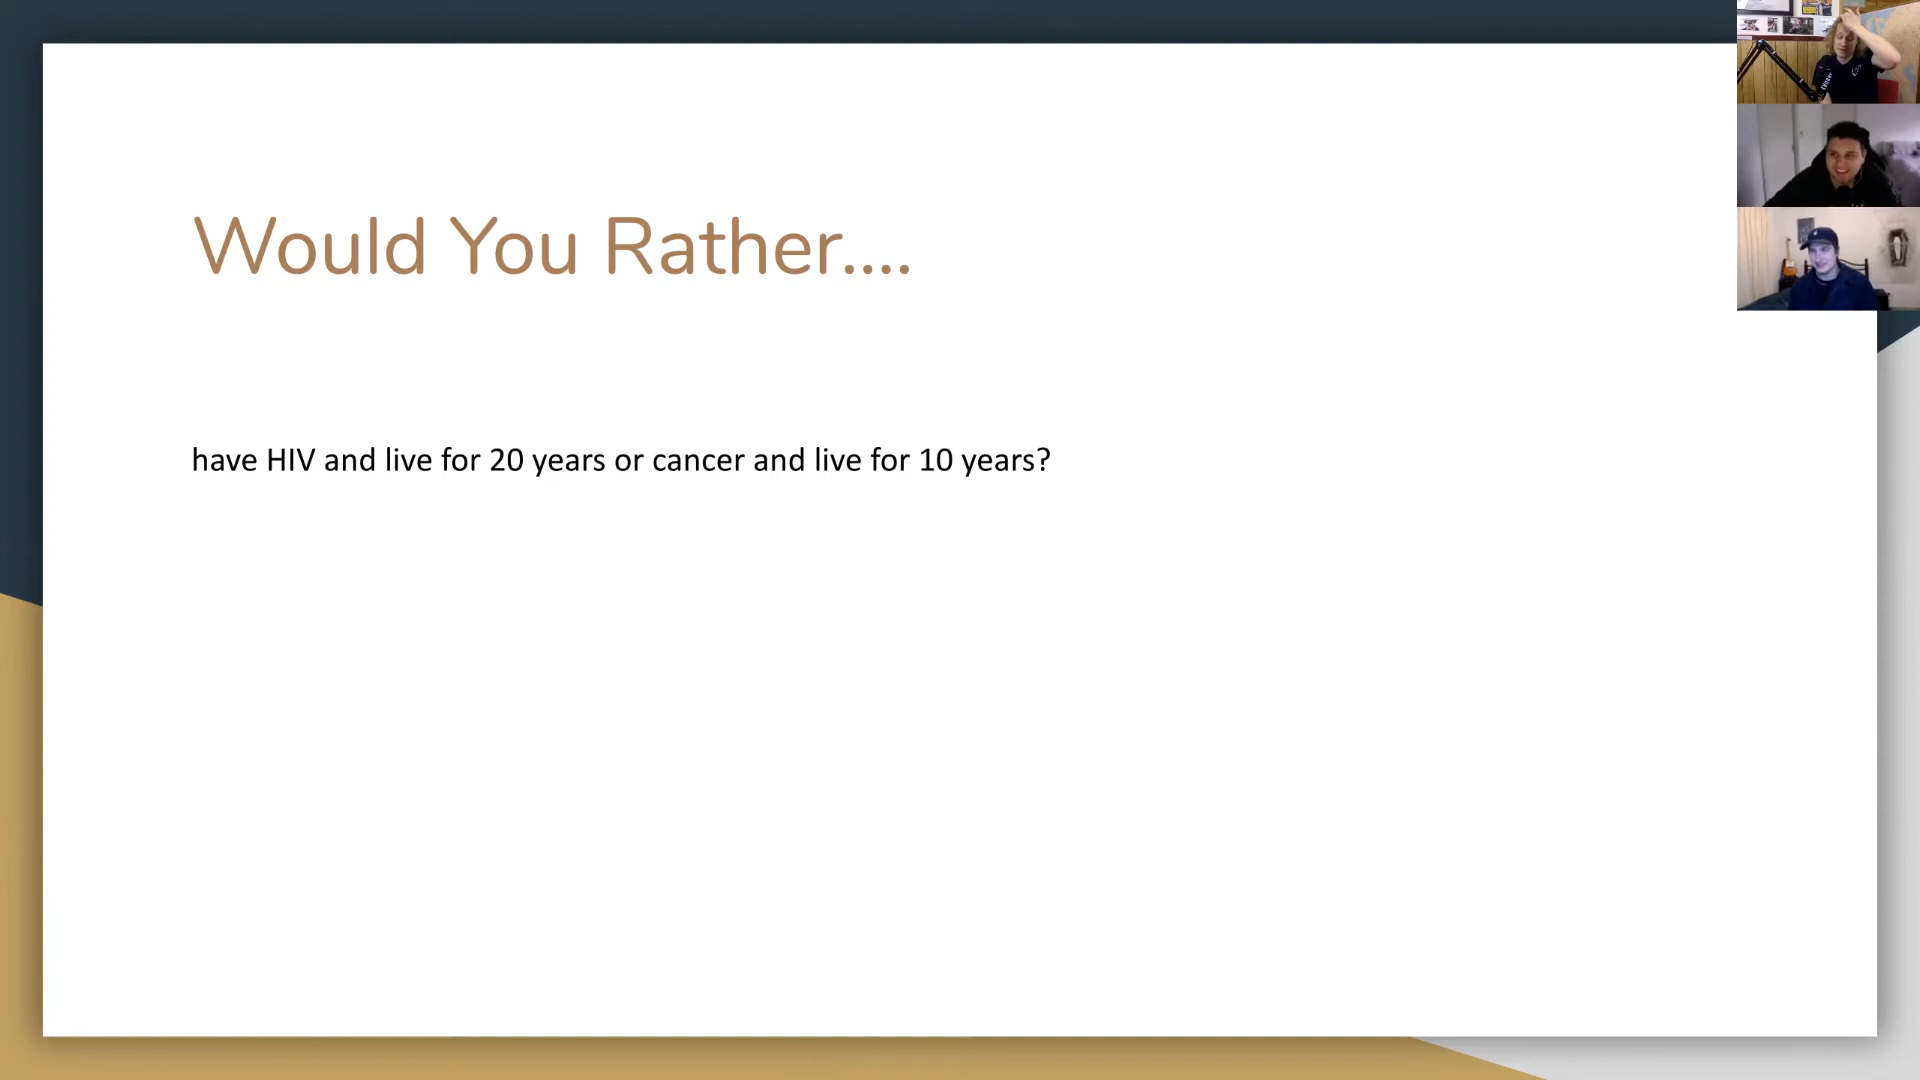 Would You Rather....
have HIV and live for 20 years or cancer and live for 10 years?